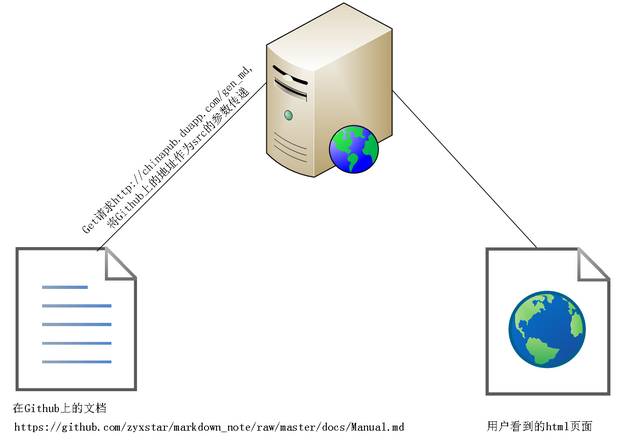 Get请求http://chinapub.duapp.com/gen_md,
将Github上的地址作为src的参数传递
在Github上的文档
https://github.com/zyxstar/markdown_note/raw/master/docs/Manual.md
用户看到的html页面